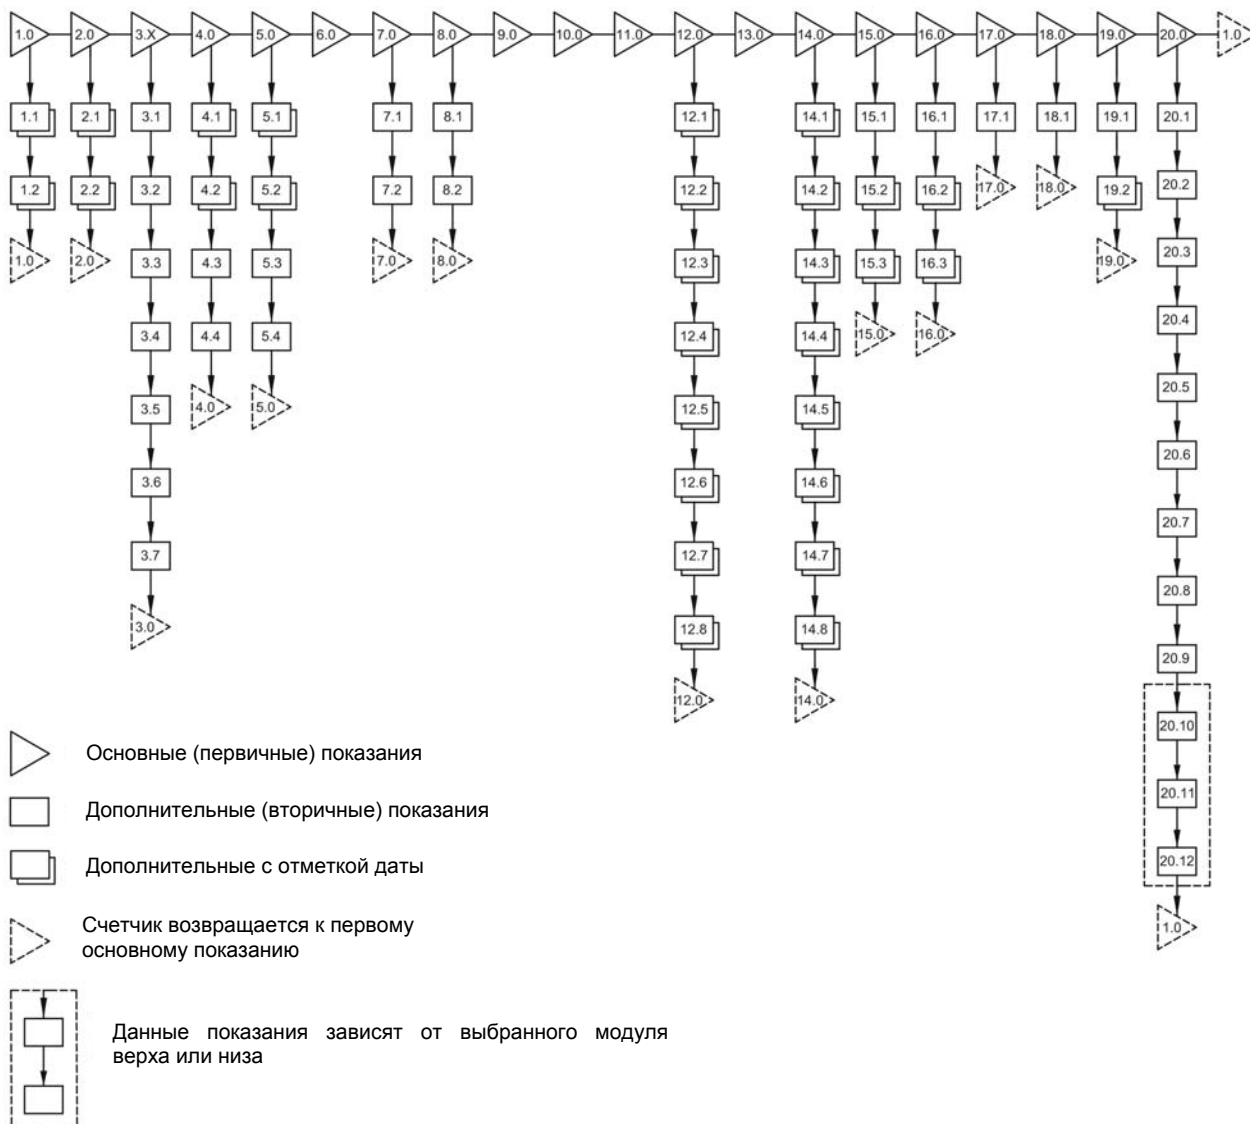 1.0 2.0 3.X 4.0 5.0 6.0 7.0 8.0 9.0 10.0 11.0 12.0 13.0 14.0 15.0 16.0 17.0 18.0 19.0 20.0 1.0
1.1 2.1 3.1 4.1 5.1 7.1 8.1 12.1 14.1 15.1 16.1 17.1 18.1 19.1 20.1
1.2 2.2 3.2 4.2 5.2 7.2 8.2 12.2 14.2 15.2 16.2 17.0 18.0 19.2 20.2
1.0 2.0 3.3 4.3 5.3 7.0 8.0 12.3 14.3 15.3 16.3 19.0 20.3
3.4 4.4 5.4 12.4 14.4 15.0 16.0 20.4
3.5 4.0 5.0 12.5 14.5 20.5
3.6 12.6 14.6 20.6
3.7 12.7 14.7 20.7
3.0 12.8 14.8 20.8
20.9
12.0 14.0
20.10
20.11
20.12
1.0
Основные (первичные) показания
Дополнительные (вторичные) показания
Дополнительные с отметкой даты
Счетчик возвращается к первому
основному показанию
Данные показания зависят от выбранного модуля
верха или низа